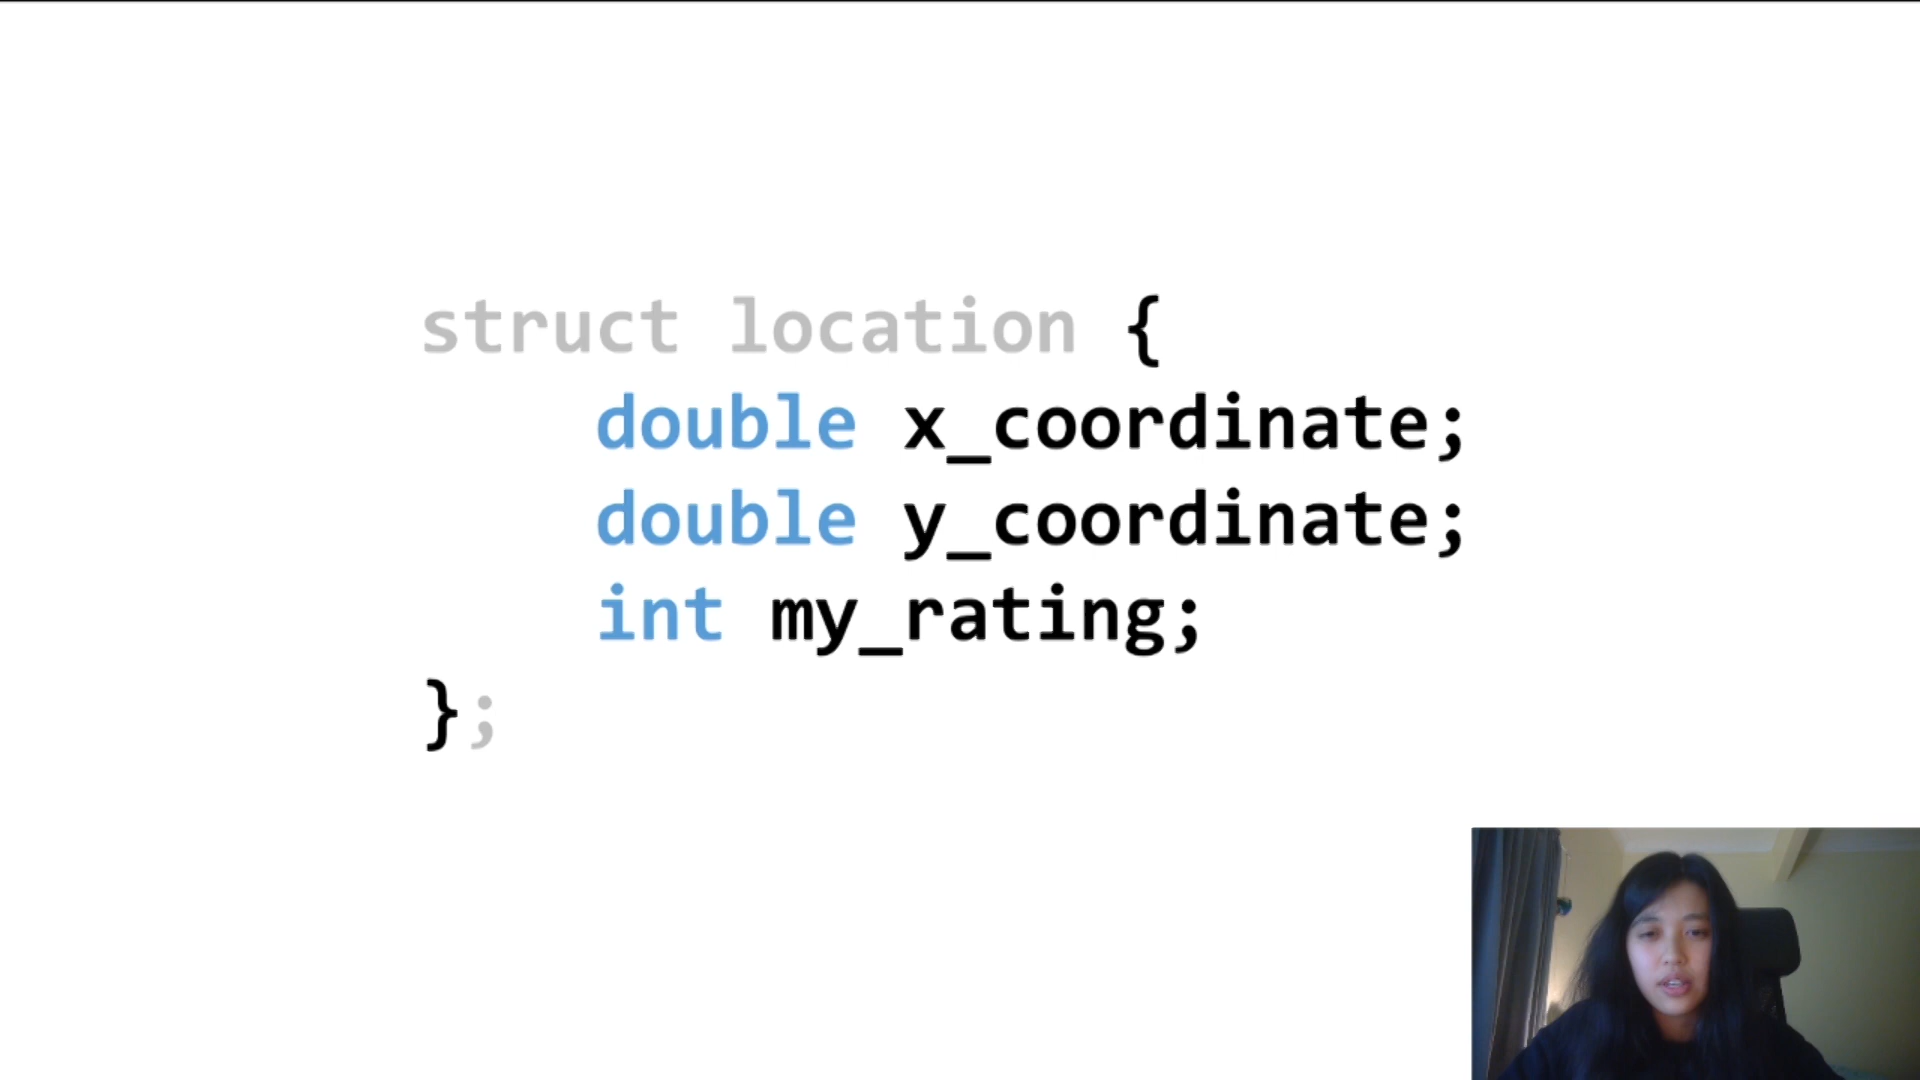 struct location {
    double x_coordinate;
    double y_coordinate;
    int my_rating;
};